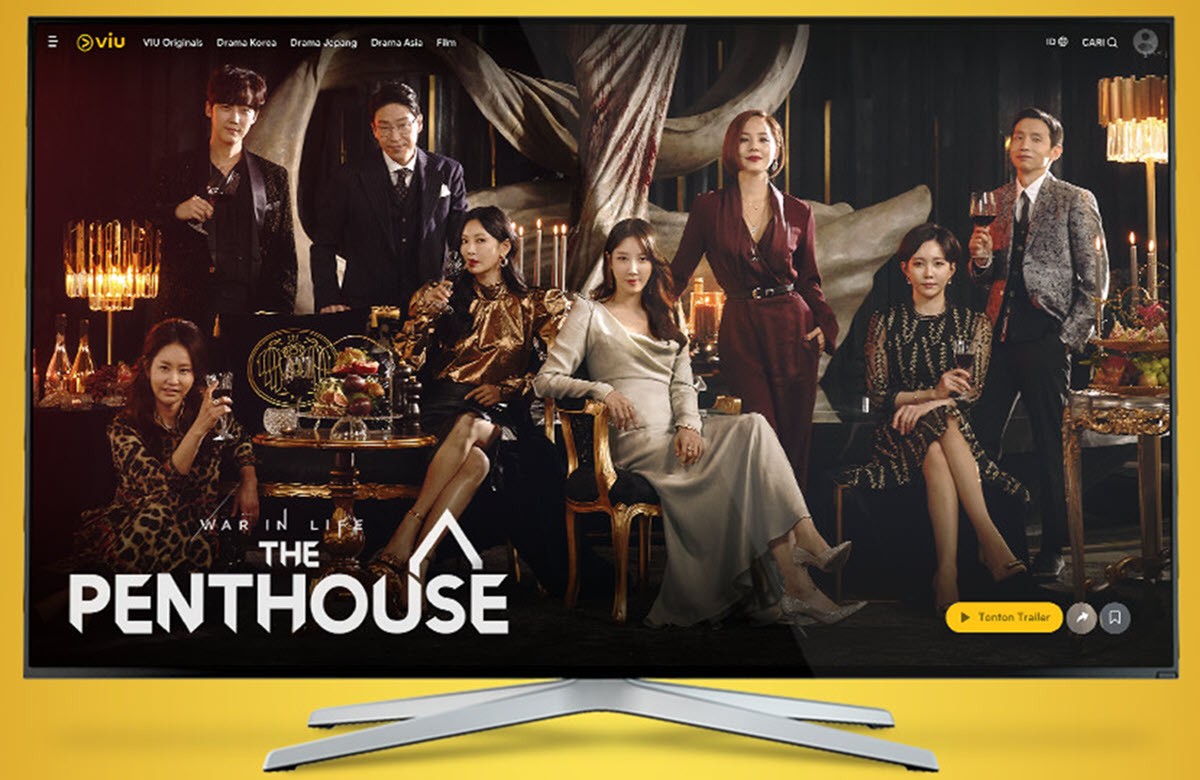 viu VIU Originals Drama Korea Drama Jepang Drama Asia Film ID CARI
WAR IN LIFE
THE
PENTHOUSE
Tonton Trailer